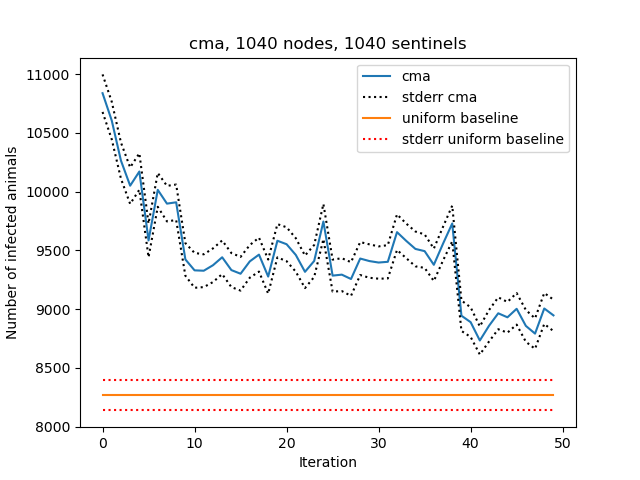 cma, 1040 nodes, 1040 sentinels
cma
stderr cma
uniform baseline
stderr uniform baseline
Number of infected animals
11000
10500
10000
9500
9000
8500
8000
0 10 20 30 40 50
Iteration